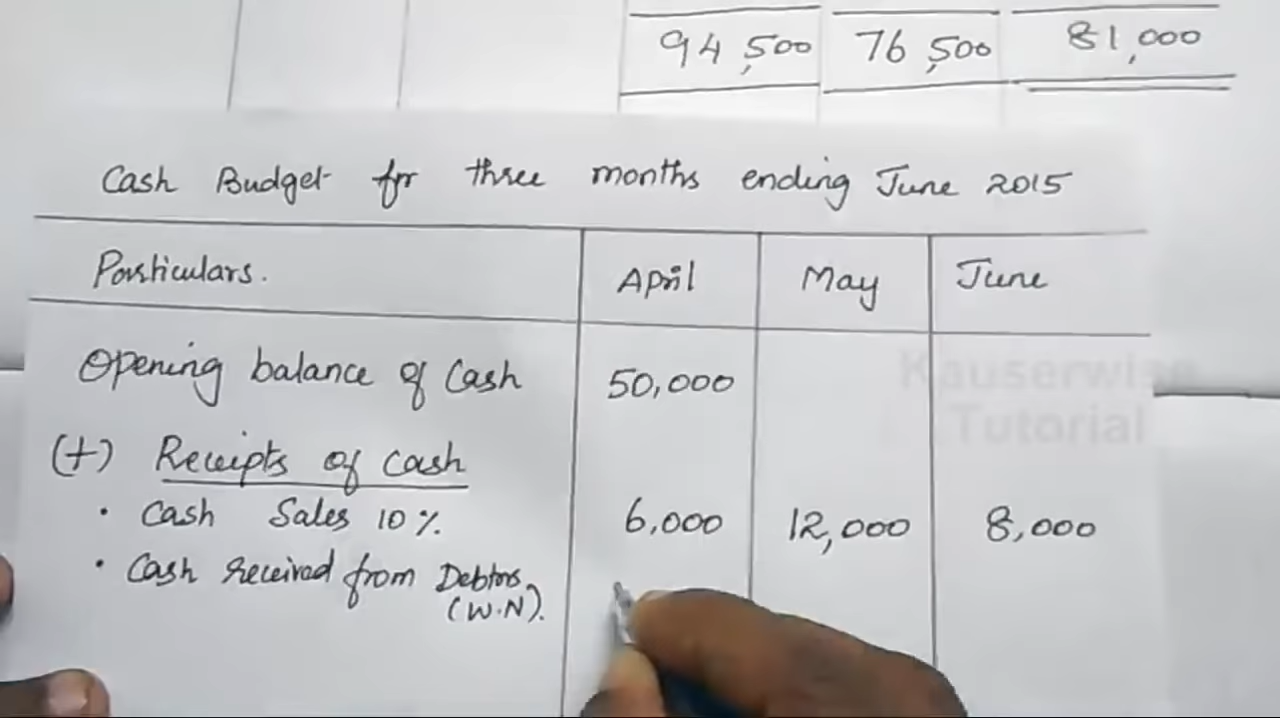 94,500 76,500 81,000
Cash Budget for three months ending June 2015
Particulars. April May June
Opening balance of Cash 50,000
(+) Receipts of cash
• Cash Sales 10% 6,000 12,000 8,000
• Cash received from Debtors
(W.N).
Kauserwise
Tutorial